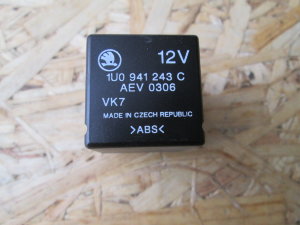 12V
1U0 941 243 C
AEV 0306
VK7
MADE IN CZECH REPUBLIC
>ABS<